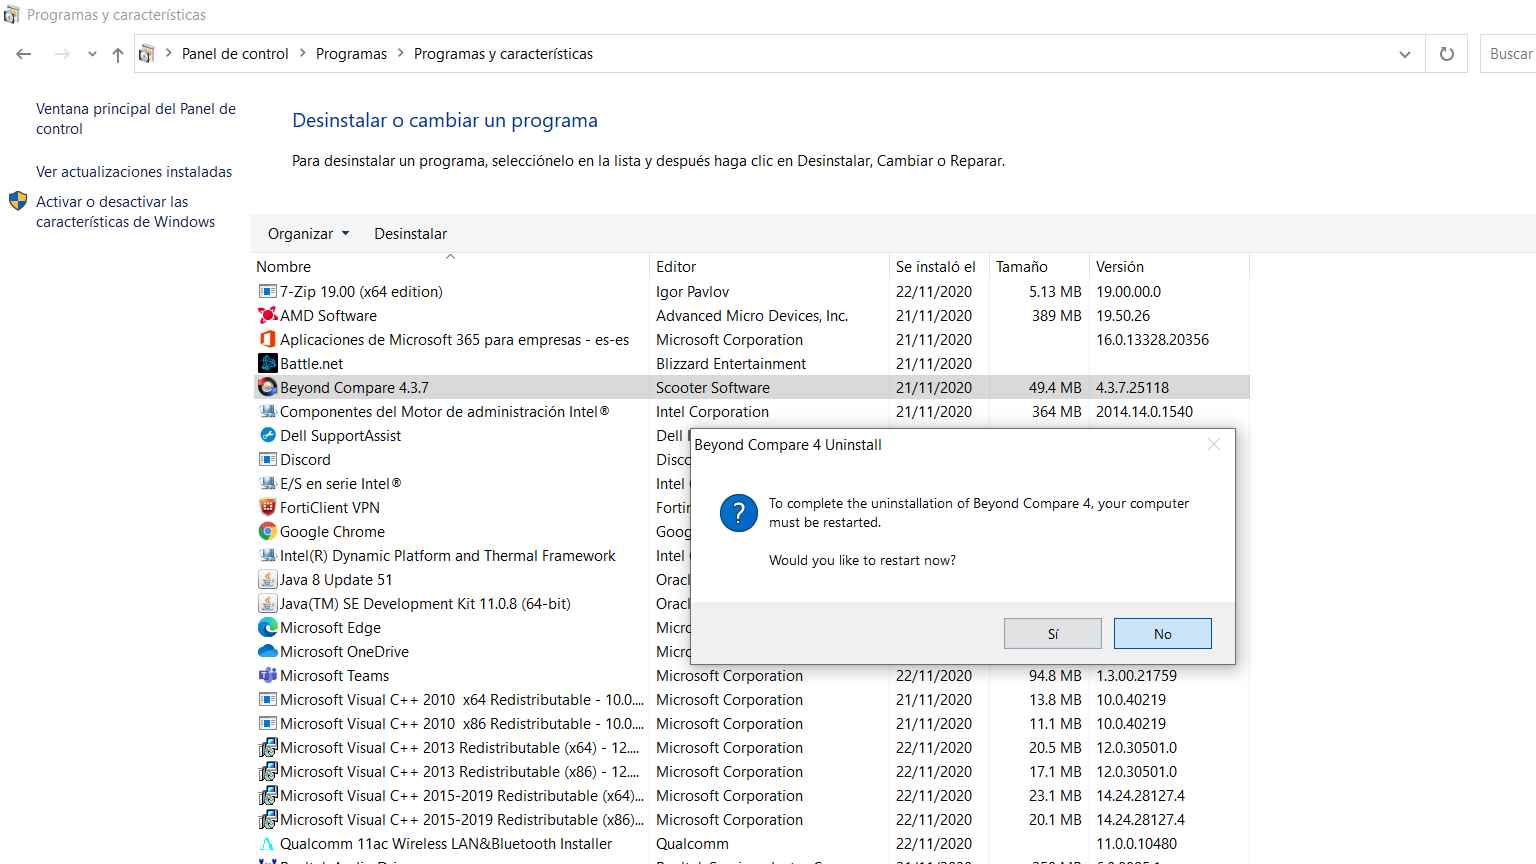 Programas y características
Panel de control > Programas > Programas y características
Buscar
Ventana principal del Panel de
control
Ver actualizaciones instaladas
Activar o desactivar las
características de Windows
Desinstalar o cambiar un programa
Para desinstalar un programa, selecciónelo en la lista y después haga clic en Desinstalar, Cambiar o Reparar.
Organizar Desinstalar
Nombre Editor Se instaló el Tamaño Versión
7-Zip 19.00 (x64 edition) Igor Pavlov 22/11/2020 5.13 MB 19.00.00.0
AMD Software Advanced Micro Devices, Inc. 21/11/2020 389 MB 19.50.26
Aplicaciones de Microsoft 365 para empresas - es-es Microsoft Corporation 21/11/2020 16.0.13328.20356
Battle.net Blizzard Entertainment 21/11/2020
Beyond Compare 4.3.7 Scooter Software 21/11/2020 49.4 MB 4.3.7.25118
Componentes del Motor de administración Intel® Intel Corporation 21/11/2020 364 MB 2014.14.0.1540
Dell SupportAssist Dell
Discord Disc
E/S en serie Intel® Intel
FortiClient VPN Forti
Google Chrome Goog
Intel(R) Dynamic Platform and Thermal Framework Intel
Java 8 Update 51 Oracl
Java(TM) SE Development Kit 11.0.8 (64-bit) Oracl
Microsoft Edge Micro
Microsoft OneDrive Micro
Beyond Compare 4 Uninstall
To complete the uninstallation of Beyond Compare 4, your computer
must be restarted.
Would you like to restart now?
Sí No
Microsoft Teams Microsoft Corporation 22/11/2020 94.8 MB 1.3.00.21759
Microsoft Visual C++ 2010 x64 Redistributable - 10.0.... Microsoft Corporation 21/11/2020 13.8 MB 10.0.40219
Microsoft Visual C++ 2010 x86 Redistributable - 10.0.... Microsoft Corporation 21/11/2020 11.1 MB 10.0.40219
Microsoft Visual C++ 2013 Redistributable (x64) - 12.... Microsoft Corporation 22/11/2020 20.5 MB 12.0.30501.0
Microsoft Visual C++ 2013 Redistributable (x86) - 12.... Microsoft Corporation 22/11/2020 17.1 MB 12.0.30501.0
Microsoft Visual C++ 2015-2019 Redistributable (x64)... Microsoft Corporation 22/11/2020 23.1 MB 14.24.28127.4
Microsoft Visual C++ 2015-2019 Redistributable (x86)... Microsoft Corporation 22/11/2020 20.1 MB 14.24.28127.4
Qualcomm 11ac Wireless LAN&Bluetooth Installer Qualcomm 22/11/2020 11.0.0.10480